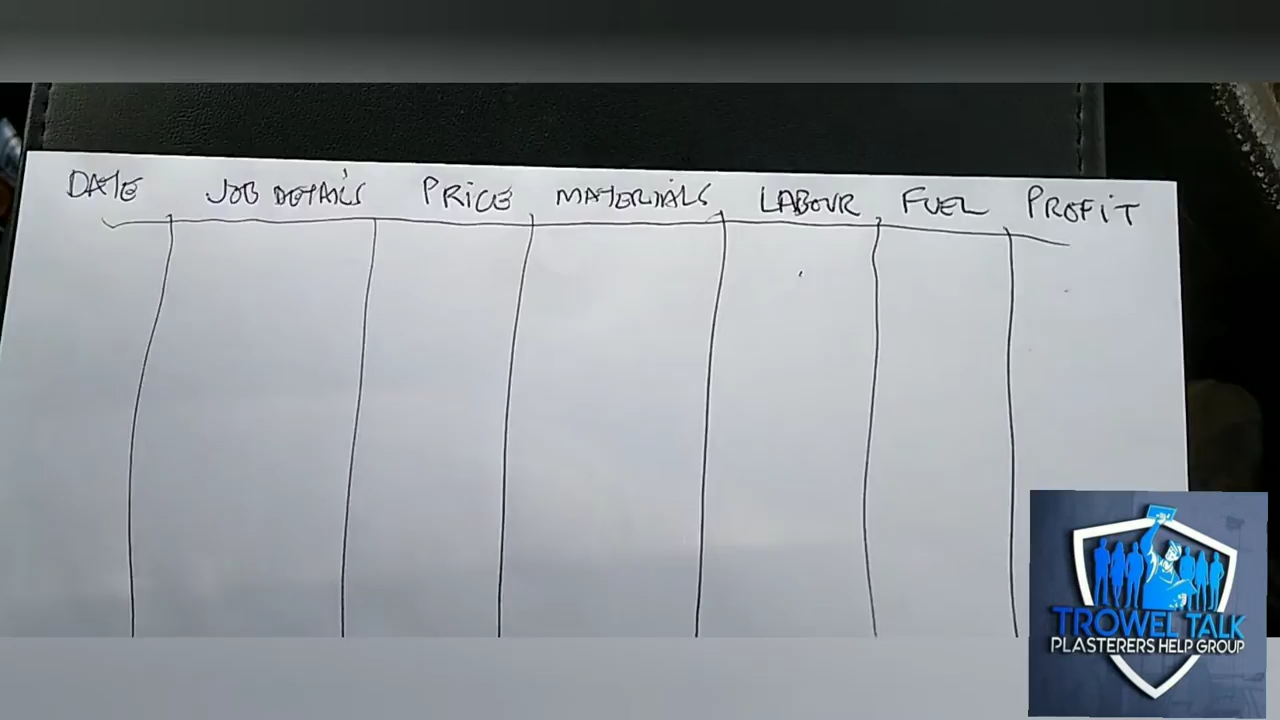 DATE JOB DETAILS PRICE MATERIALS LABOUR FUEL PROFIT
TROWEL TALK
PLASTERERS HELP GROUP